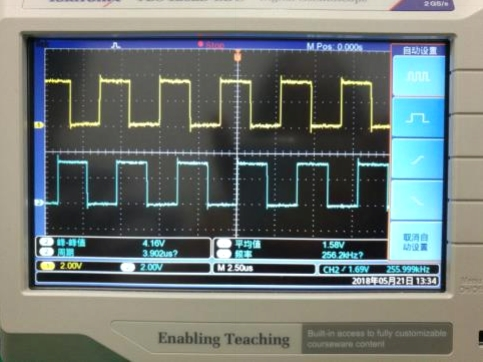 2 GS/s
Stop
M Pos: 0.000s
自动设置
取消自
动设置
峰-峰值 4.16V
平均值 1.58V
周期 3.902us?
频率 256.2kHz?
2.00V
2.00V
M 2.50us
CH2 1.69V
255.999kHz
2018年05月21日 13:34
Enabling Teaching
Built-in access to fully customizable
courseware content